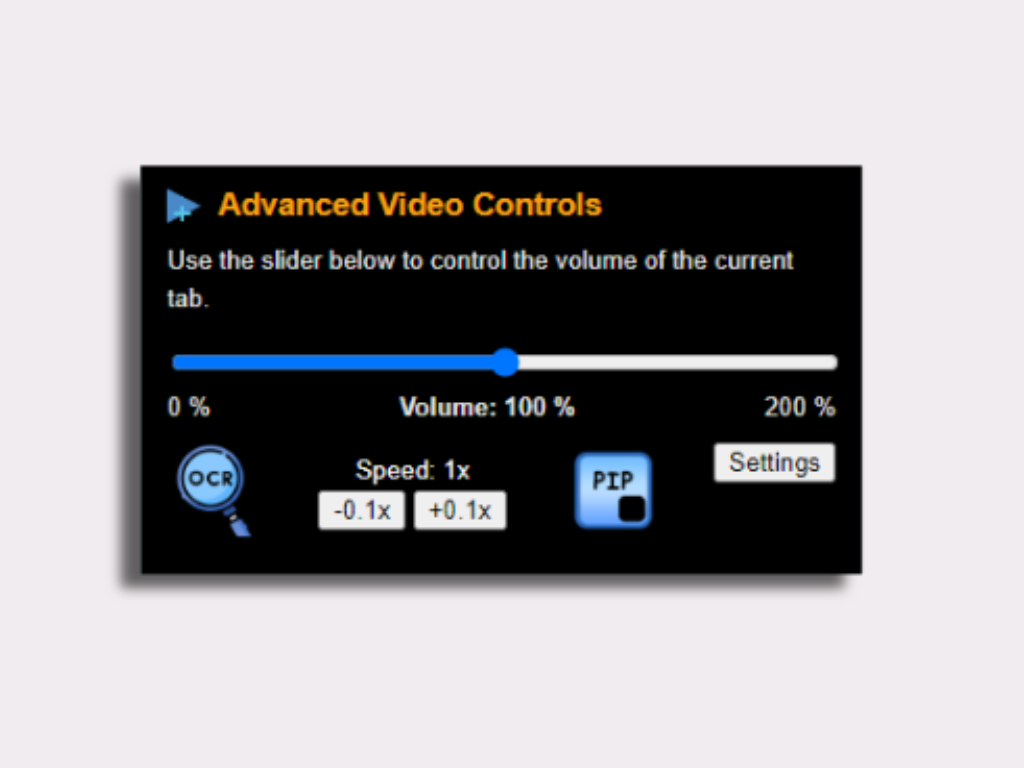 Advanced Video Controls
Use the slider below to control the volume of the current
tab.
0 % Volume: 100 % 200 %
OCR
Speed: 1x
-0.1x +0.1x
PIP
Settings